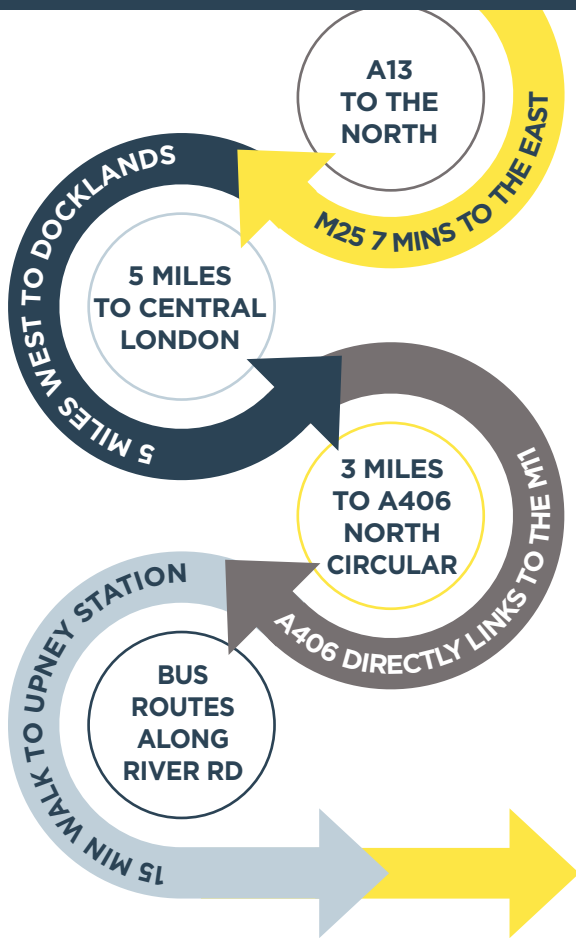 A13
TO THE
NORTH
M25 7 MINS TO THE EAST
5 MILES WEST TO DOCKLANDS
5 MILES
TO CENTRAL
LONDON
3 MILES
TO A406
NORTH
CIRCULAR
A406 DIRECTLY LINKS TO THE M11
15 MIN WALK TO UPNEY STATION
BUS
ROUTES
ALONG
RIVER RD